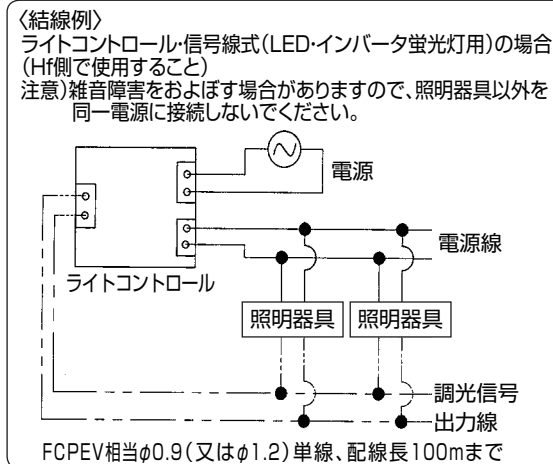 〈結線例〉
ライトコントロール･信号線式(LED･インバータ蛍光灯用)の場合
(Hf側で使用すること)
注意)雑音障害をおよぼす場合がありますので、照明器具以外を
同一電源に接続しないでください。
電源
電源線
ライトコントロール
照明器具 照明器具
調光信号
出力線
FCPEV相当φ0.9(又はφ1.2)単線、配線長100mまで